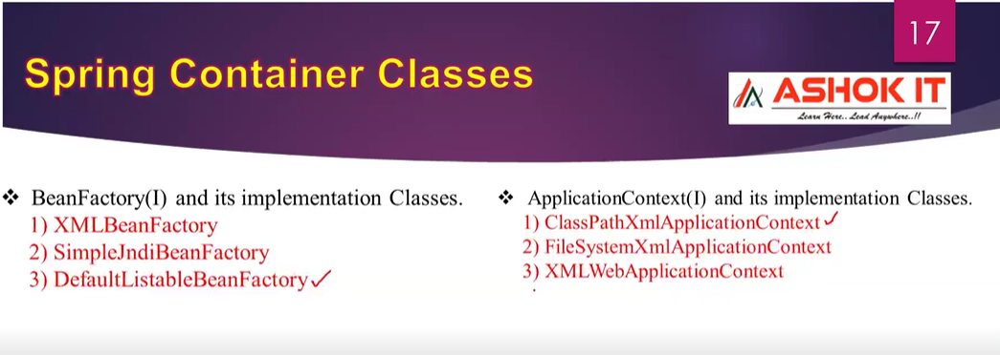 17
Spring Container Classes
ASHOK IT
Learn Here.. Lead Anywhere..!!
❖ BeanFactory(I) and its implementation Classes.
1) XMLBeanFactory
2) SimpleJndiBeanFactory
3) DefaultListableBeanFactory✓
❖ ApplicationContext(I) and its implementation Classes.
1) ClassPathXmlApplicationContext✓
2) FileSystemXmlApplicationContext
3) XMLWebApplicationContext